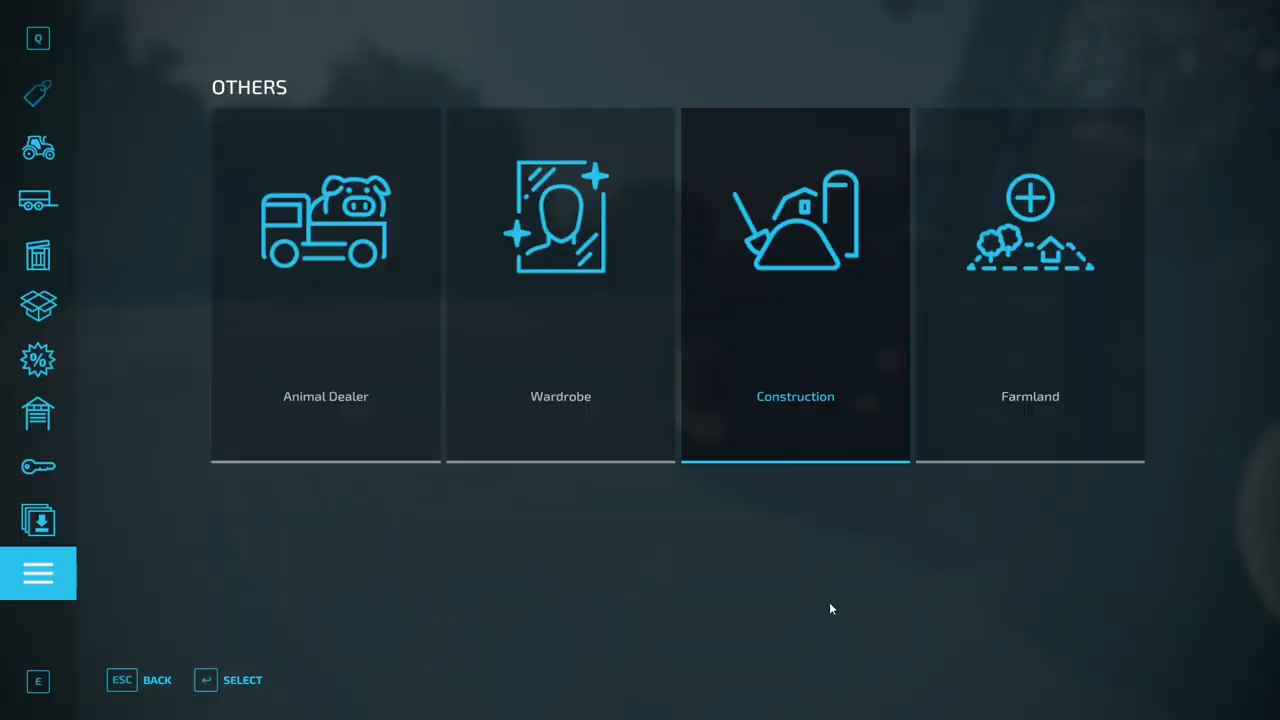 Q
OTHERS
%
Animal Dealer
Wardrobe
Construction
Farmland
E
ESC BACK
SELECT